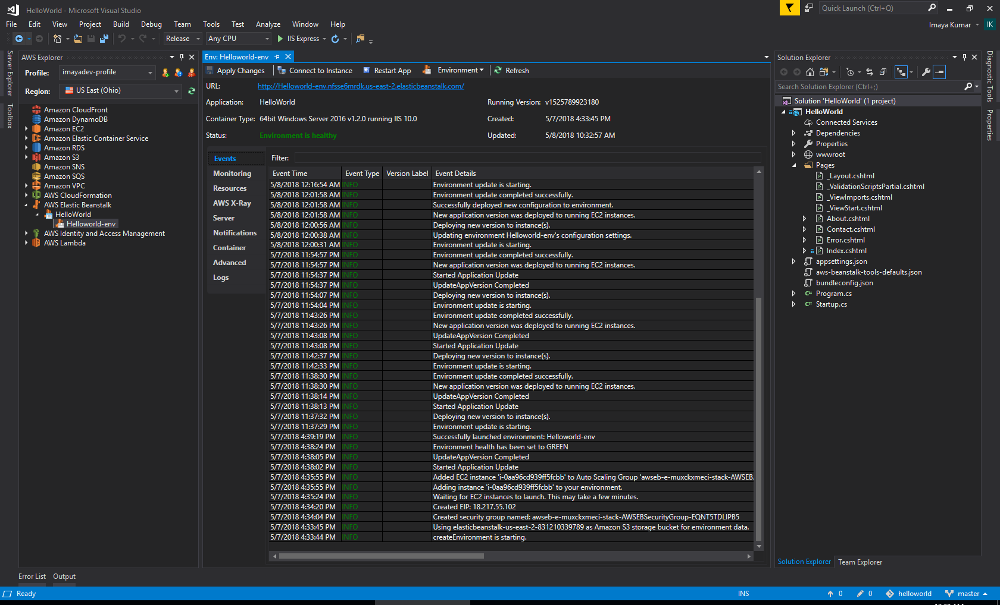 HelloWorld - Microsoft Visual Studio
Quick Launch (Ctrl+Q)
File Edit View Project Build Debug Team Tools Test Analyze Window Help
Imaya Kumar IK
Release Any CPU IIS Express
Server Explorer
Toolbox
AWS Explorer
Profile: imayadev-profile
Region: US East (Ohio)
Amazon CloudFront
Amazon DynamoDB
Amazon EC2
Amazon Elastic Container Service
Amazon RDS
Amazon S3
Amazon SNS
Amazon SQS
Amazon VPC
AWS CloudFormation
AWS Elastic Beanstalk
HelloWorld
Helloworld-env
AWS Identity and Access Management
AWS Lambda
Env: Helloworld-env
Apply Changes Connect to Instance Restart App Environment Refresh
URL: http://Helloworld-env.nfsse6mrdk.us-east-2.elasticbeanstalk.com/
Application: HelloWorld Running Version: v1525789923180
Container Type: 64bit Windows Server 2016 v1.2.0 running IIS 10.0 Created: 5/7/2018 4:33:45 PM
Status: Environment is healthy Updated: 5/8/2018 10:32:57 AM
Events
Monitoring
Resources
AWS X-Ray
Server
Notifications
Container
Advanced
Logs
Filter:
Event Time Event Type Version Label Event Details
5/8/2018 12:16:54 AM INFO Environment update is starting.
5/8/2018 12:01:58 AM INFO Environment update completed successfully.
5/8/2018 12:01:58 AM INFO Successfully deployed new configuration to environment.
5/8/2018 12:01:58 AM INFO New application version was deployed to running EC2 instances.
5/8/2018 12:00:56 AM INFO Deploying new version to instance(s).
5/8/2018 12:00:38 AM INFO Updating environment Helloworld-env's configuration settings.
5/8/2018 12:00:31 AM INFO Environment update is starting.
5/7/2018 11:54:57 PM INFO Environment update completed successfully.
5/7/2018 11:54:57 PM INFO New application version was deployed to running EC2 instances.
5/7/2018 11:54:37 PM INFO Started Application Update
5/7/2018 11:54:37 PM INFO UpdateAppVersion Completed
5/7/2018 11:54:07 PM INFO Deploying new version to instance(s).
5/7/2018 11:54:04 PM INFO Environment update is starting.
5/7/2018 11:43:26 PM INFO Environment update completed successfully.
5/7/2018 11:43:26 PM INFO New application version was deployed to running EC2 instances.
5/7/2018 11:43:08 PM INFO UpdateAppVersion Completed
5/7/2018 11:43:08 PM INFO Started Application Update
5/7/2018 11:42:37 PM INFO Deploying new version to instance(s).
5/7/2018 11:42:33 PM INFO Environment update is starting.
5/7/2018 11:38:30 PM INFO Environment update completed successfully.
5/7/2018 11:38:30 PM INFO New application version was deployed to running EC2 instances.
5/7/2018 11:38:14 PM INFO UpdateAppVersion Completed
5/7/2018 11:38:13 PM INFO Started Application Update
5/7/2018 11:37:32 PM INFO Deploying new version to instance(s).
5/7/2018 11:37:29 PM INFO Environment update is starting.
5/7/2018 4:39:19 PM INFO Successfully launched environment: Helloworld-env
5/7/2018 4:38:24 PM INFO Environment health has been set to GREEN
5/7/2018 4:38:05 PM INFO UpdateAppVersion Completed
5/7/2018 4:38:02 PM INFO Started Application Update
5/7/2018 4:35:55 PM INFO Added EC2 instance 'i-0aa96cd939ff5fcbb' to Auto Scaling Group 'awseb-e-muxckxmeci-stack-AWSEB
5/7/2018 4:35:55 PM INFO Adding instance 'i-0aa96cd939ff5fcbb' to your environment.
5/7/2018 4:35:24 PM INFO Waiting for EC2 instances to launch. This may take a few minutes.
5/7/2018 4:34:20 PM INFO Created EIP: 18.217.55.102
5/7/2018 4:34:04 PM INFO Created security group named: awseb-e-muxckxmeci-stack-AWSEBSecurityGroup-EQNT5TDLIPB5
5/7/2018 4:33:45 PM INFO Using elasticbeanstalk-us-east-2-831210339789 as Amazon S3 storage bucket for environment data.
5/7/2018 4:33:44 PM INFO createEnvironment is starting.
Solution Explorer
Search Solution Explorer (Ctrl+;)
Solution 'HelloWorld' (1 project)
HelloWorld
Connected Services
Dependencies
Properties
wwwroot
Pages
_Layout.cshtml
_ValidationScriptsPartial.cshtml
_ViewImports.cshtml
_ViewStart.cshtml
About.cshtml
Contact.cshtml
Error.cshtml
Index.cshtml
appsettings.json
aws-beanstalk-tools-defaults.json
bundleconfig.json
C# Program.cs
C# Startup.cs
Solution Explorer Team Explorer
Diagnostic Tools
Properties
Error List Output
Ready INS 0 0 helloworld master